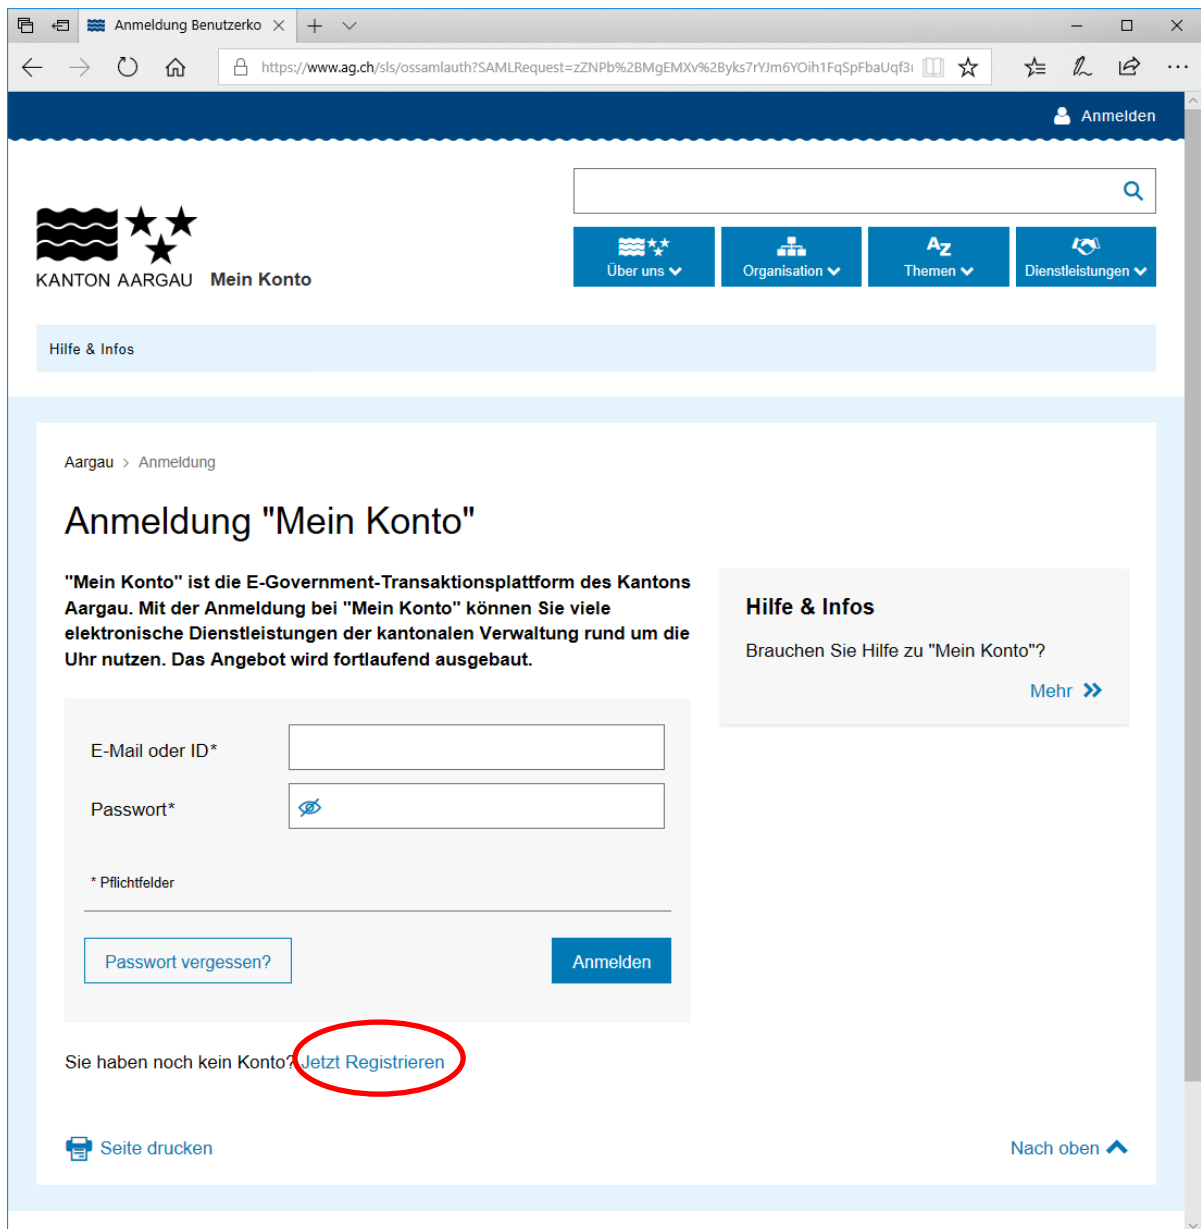 Anmeldung Benutzerko
https://www.ag.ch/sls/ossamlauth?SAMLRequest=zZNPb%2BMgEMXv%2Byks7rYJm6YOih1FqSpFbaUqf3
Anmelden
KANTON AARGAU Mein Konto
Über uns
Organisation
AZ
Themen
Dienstleistungen
Hilfe & Infos
Aargau > Anmeldung
Anmeldung "Mein Konto"
"Mein Konto" ist die E-Government-Transaktionsplattform des Kantons
Aargau. Mit der Anmeldung bei "Mein Konto" können Sie viele
elektronische Dienstleistungen der kantonalen Verwaltung rund um die
Uhr nutzen. Das Angebot wird fortlaufend ausgebaut.
Hilfe & Infos
Brauchen Sie Hilfe zu "Mein Konto"?
Mehr
E-Mail oder ID*
Passwort*
* Pflichtfelder
Passwort vergessen?
Anmelden
Sie haben noch kein Konto? Jetzt Registrieren
Seite drucken
Nach oben